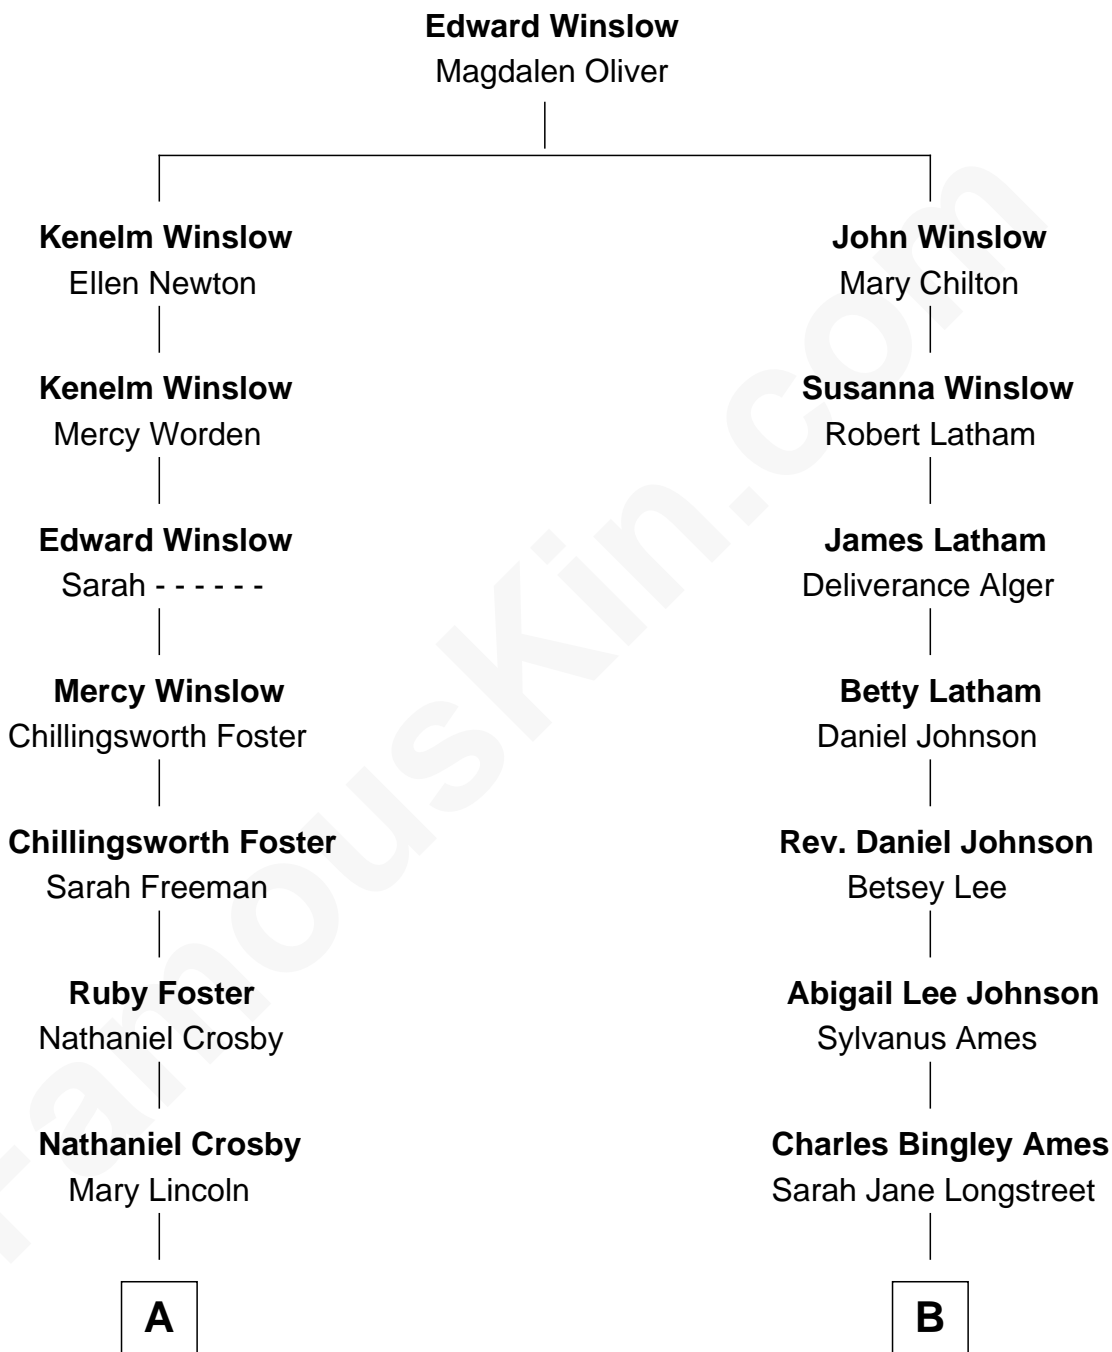 Edward Winslow
Magdalen Oliver
Kenelm Winslow
Ellen Newton
Kenelm Winslow
Mercy Worden
Edward Winslow
Sarah - - - - - -
Mercy Winslow
Chillingsworth Foster
Chillingsworth Foster
Sarah Freeman
Ruby Foster
Nathaniel Crosby
Nathaniel Crosby
Mary Lincoln
A
John Winslow
Mary Chilton
Susanna Winslow
Robert Latham
James Latham
Deliverance Alger
Betty Latham
Daniel Johnson
Rev. Daniel Johnson
Betsey Lee
Abigail Lee Johnson
Sylvanus Ames
Charles Bingley Ames
Sarah Jane Longstreet
B
FamousKin.com